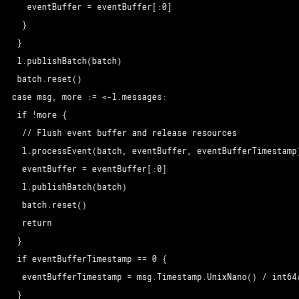 eventBuffer = eventBuffer[:0]
}
}
l.publishBatch(batch)
batch.reset()
case msg, more := <-l.messages:
if !more {
// Flush event buffer and release resources
l.processEvent(batch, eventBuffer, eventBufferTimestamp)
eventBuffer = eventBuffer[:0]
l.publishBatch(batch)
batch.reset()
return
}
if eventBufferTimestamp == 0 {
eventBufferTimestamp = msg.Timestamp.UnixNano() / int64(
}